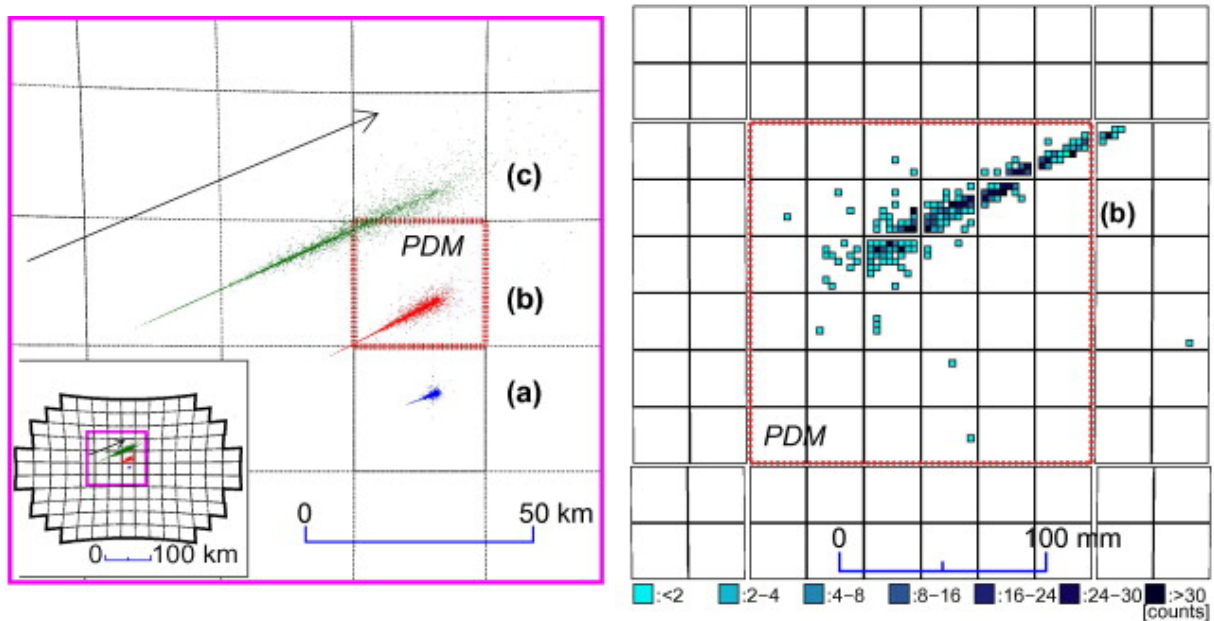 (c)
PDM
(b)
(a)
0 50 km
0 100 km
(b)
PDM
0 100 mm
:<2 :2-4 :4-8 :8-16 :16-24 :24-30 :>30
[counts]